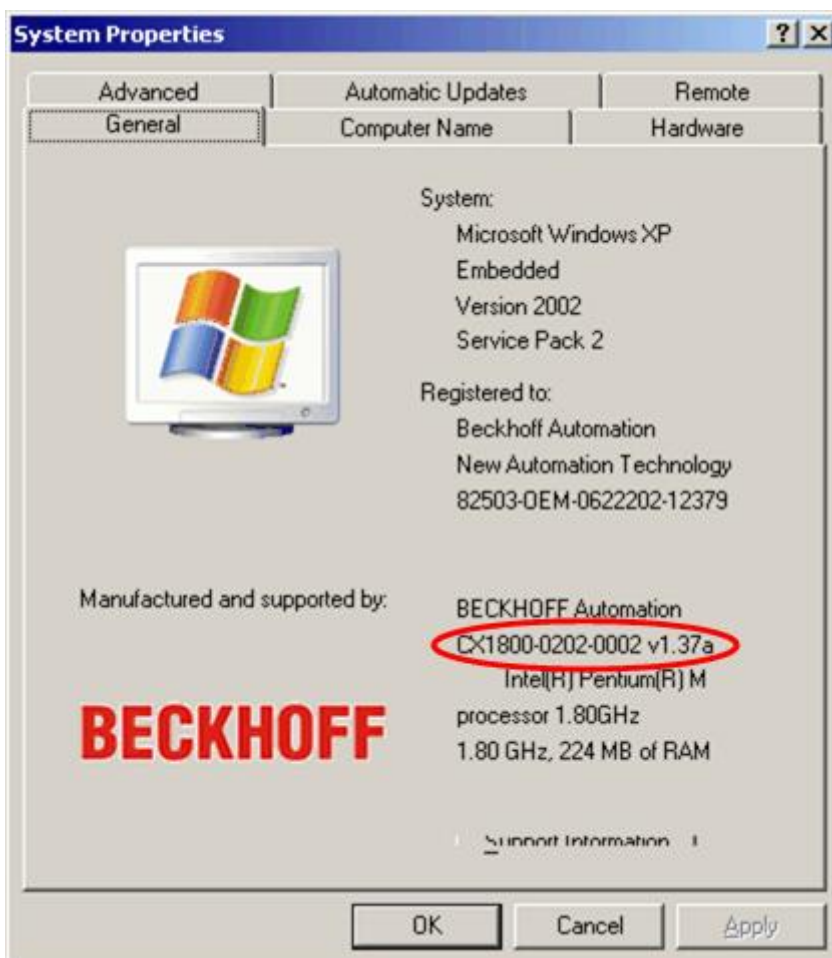 System Properties
Advanced Automatic Updates Remote
General Computer Name Hardware
System:
Microsoft Windows XP
Embedded
Version 2002
Service Pack 2
Registered to:
Beckhoff Automation
New Automation Technology
82503-OEM-0622202-12379
Manufactured and supported by:
BECKHOFF Automation
CX1800-0202-0002 v1.37a
Intel(R) Pentium(R) M
processor 1.80GHz
1.80 GHz, 224 MB of RAM
BECKHOFF
Support Information
OK Cancel Apply